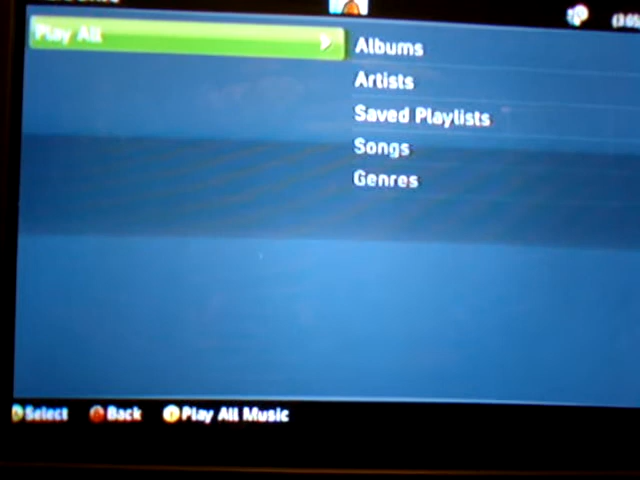 Play All
Albums
Artists
Saved Playlists
Songs
Genres
Select Back Play All Music